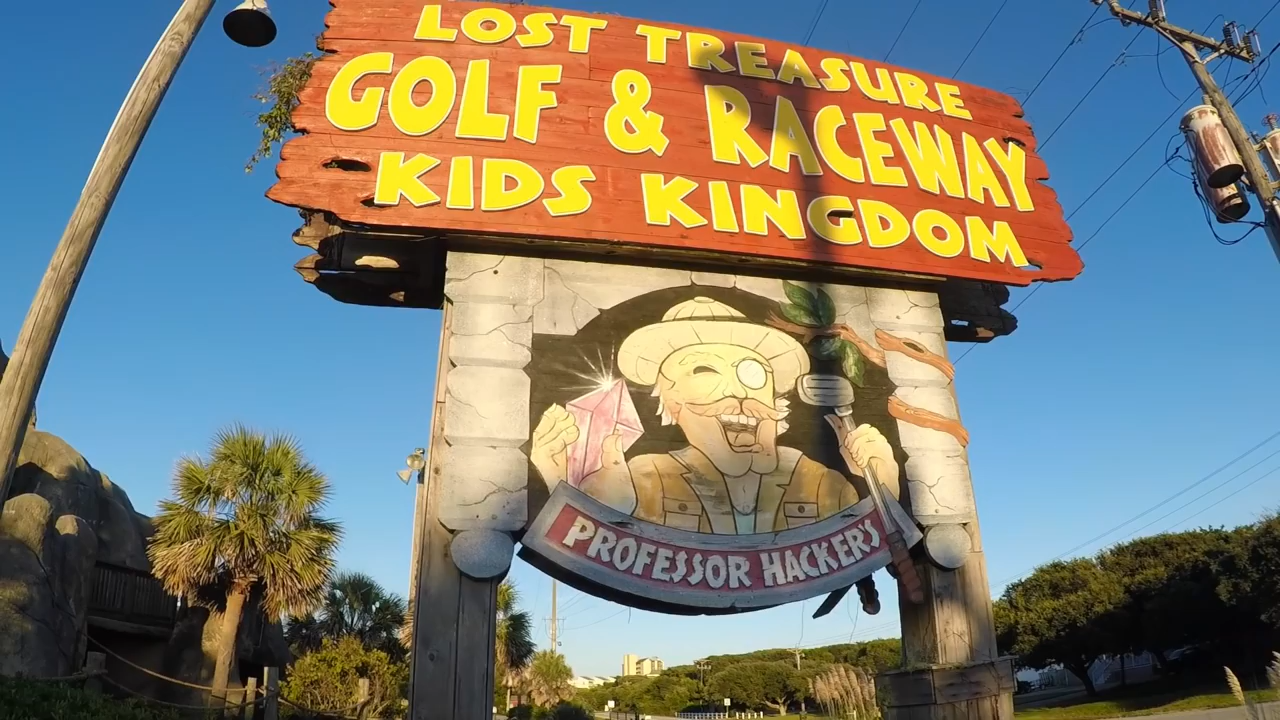 LOST TREASURE
GOLF & RACEWAY
KIDS KINGDOM
PROFESSOR HACKER'S